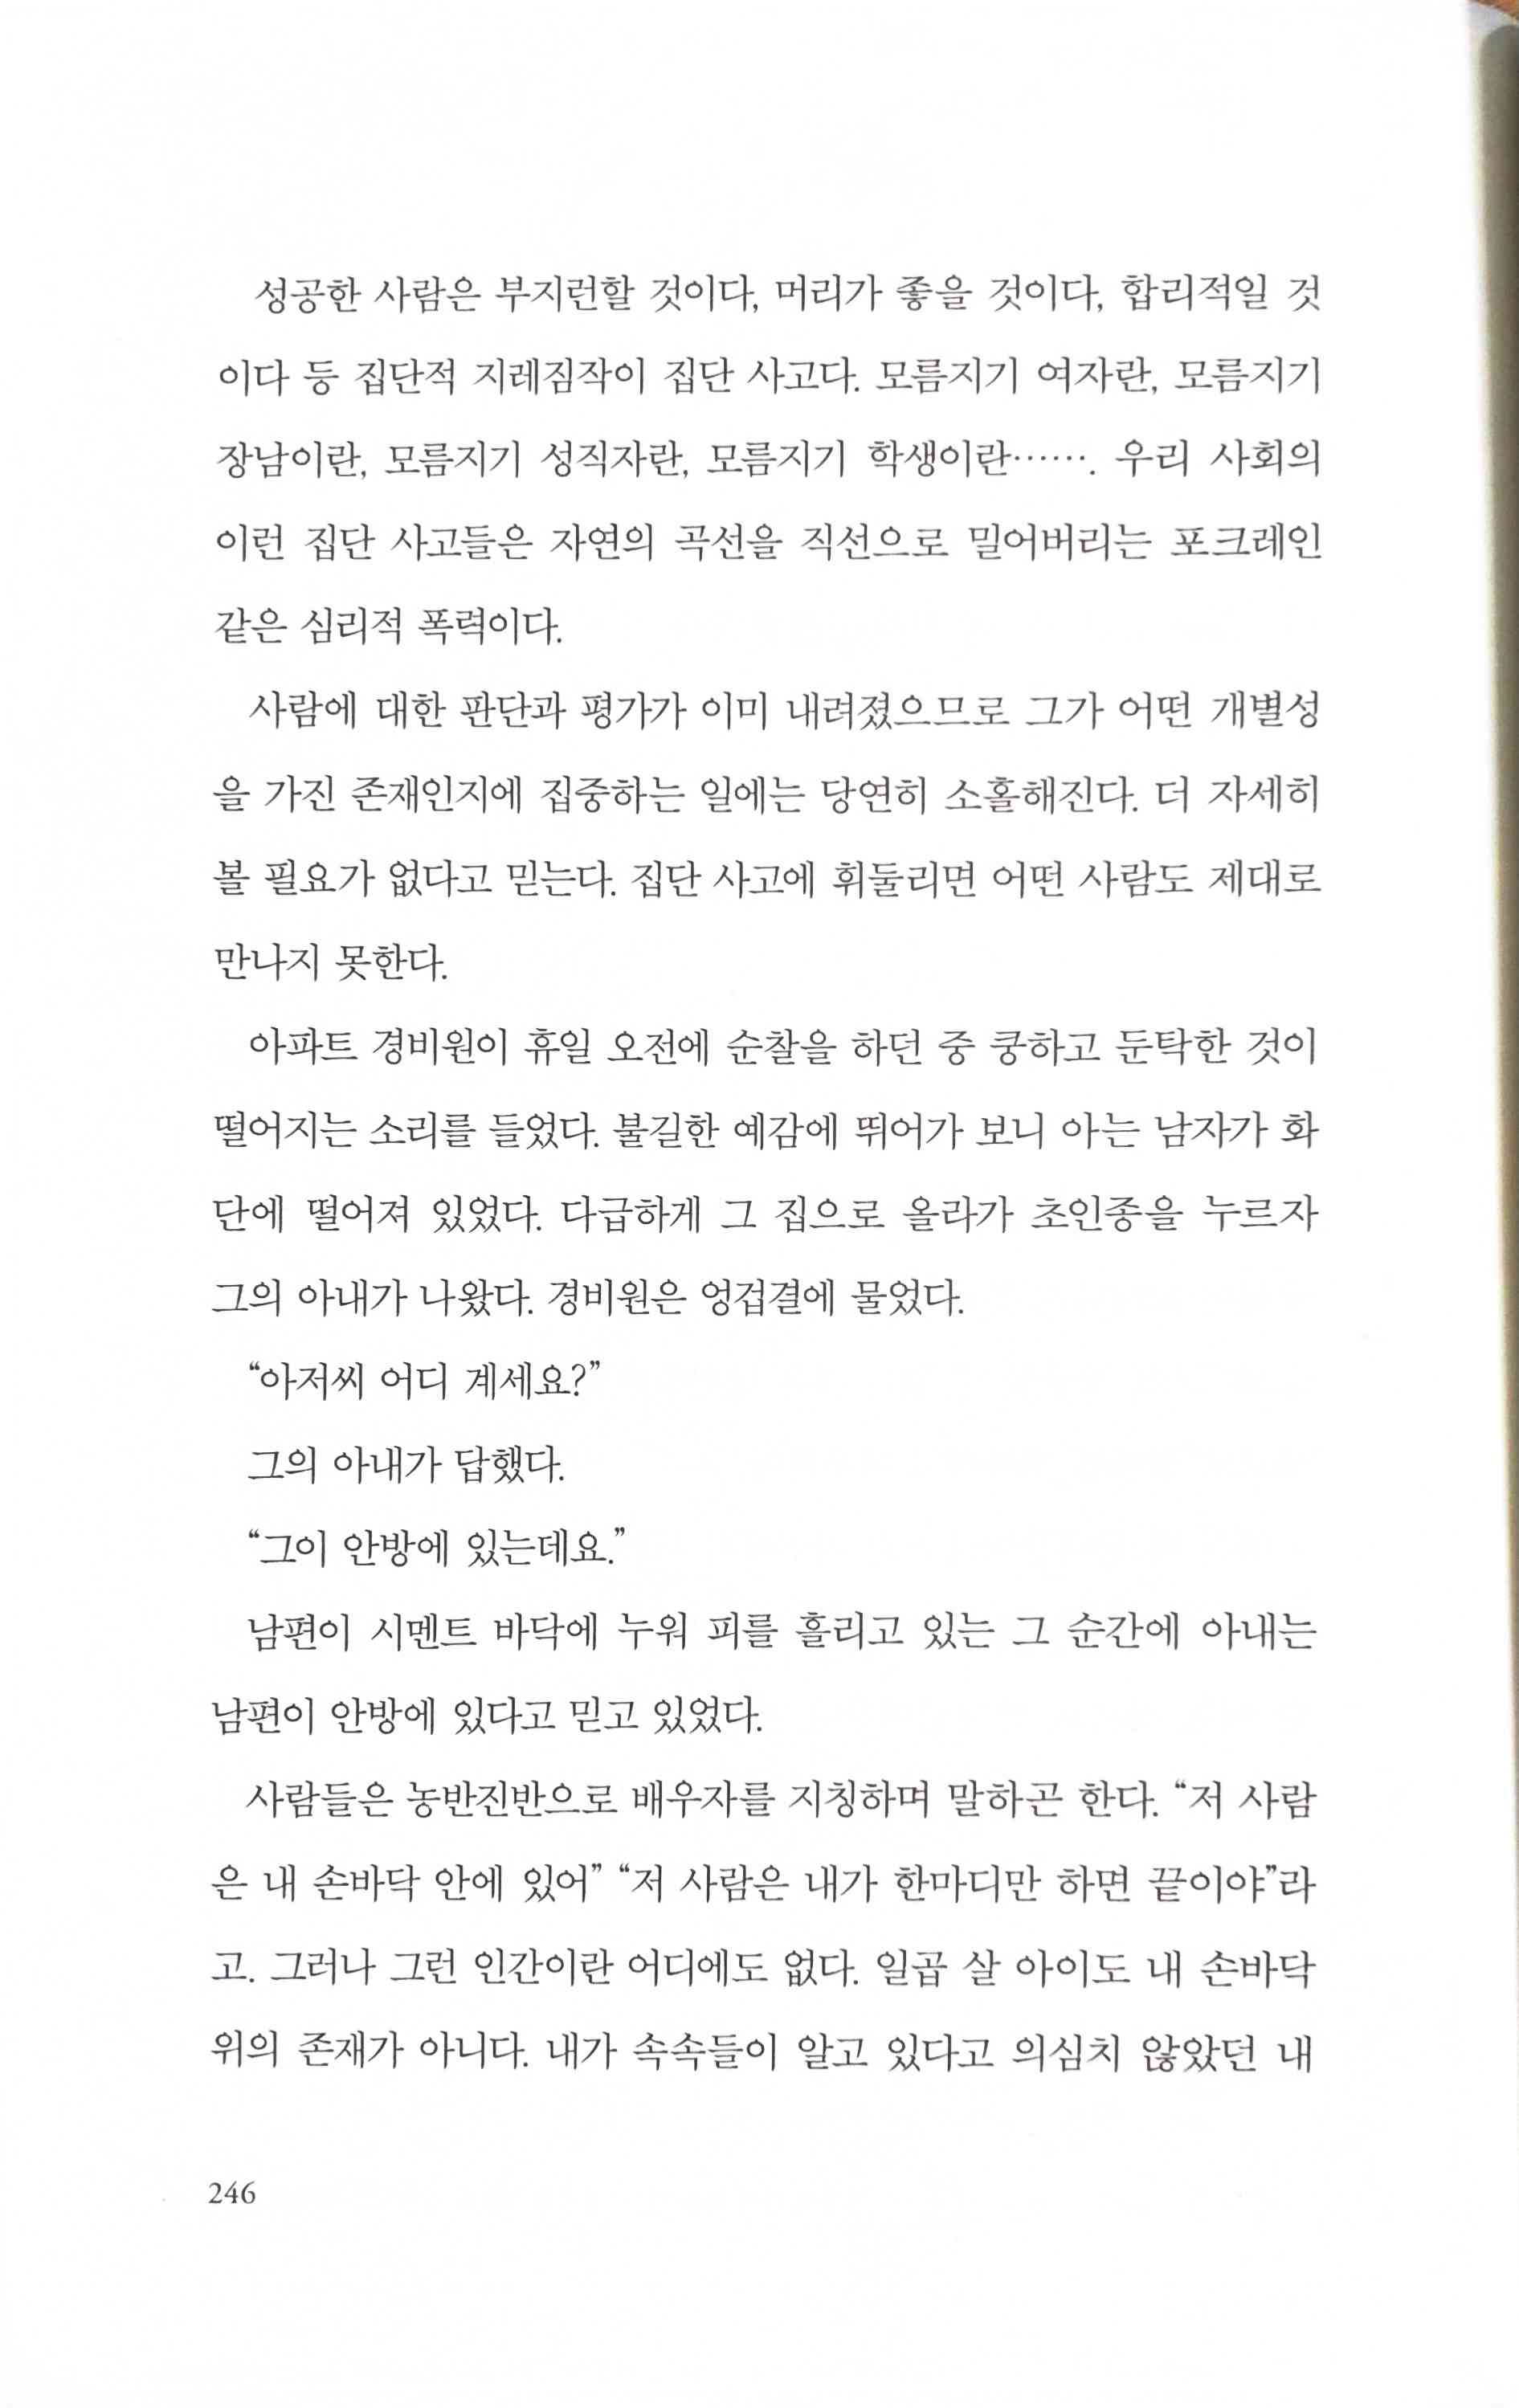 성공한 사람은 부지런할 것이다, 머리가 좋을 것이다, 합리적일 것
이다 등 집단적 지레짐작이 집단 사고다. 모름지기 여자란, 모름지기
장남이란, 모름지기 성직자란, 모름지기 학생이란……. 우리 사회의
이런 집단 사고들은 자연의 곡선을 직선으로 밀어버리는 포크레인
같은 심리적 폭력이다.
사람에 대한 판단과 평가가 이미 내려졌으므로 그가 어떤 개별성
을 가진 존재인지에 집중하는 일에는 당연히 소홀해진다. 더 자세히
볼 필요가 없다고 믿는다. 집단 사고에 휘둘리면 어떤 사람도 제대로
만나지 못한다.
아파트 경비원이 휴일 오전에 순찰을 하던 중 쿵하고 둔탁한 것이
떨어지는 소리를 들었다. 불길한 예감에 뛰어가 보니 아는 남자가 화
단에 떨어져 있었다. 다급하게 그 집으로 올라가 초인종을 누르자
그의 아내가 나왔다. 경비원은 엉겁결에 물었다.
“아저씨 어디 계세요?”
그의 아내가 답했다.
“그이 안방에 있는데요.”
남편이 시멘트 바닥에 누워 피를 흘리고 있는 그 순간에 아내는
남편이 안방에 있다고 믿고 있었다.
사람들은 농반진반으로 배우자를 지칭하며 말하곤 한다. “저 사람
은 내 손바닥 안에 있어” “저 사람은 내가 한마디만 하면 끝이야”라
고. 그러나 그런 인간이란 어디에도 없다. 일곱 살 아이도 내 손바닥
위의 존재가 아니다. 내가 속속들이 알고 있다고 의심치 않았던 내
246